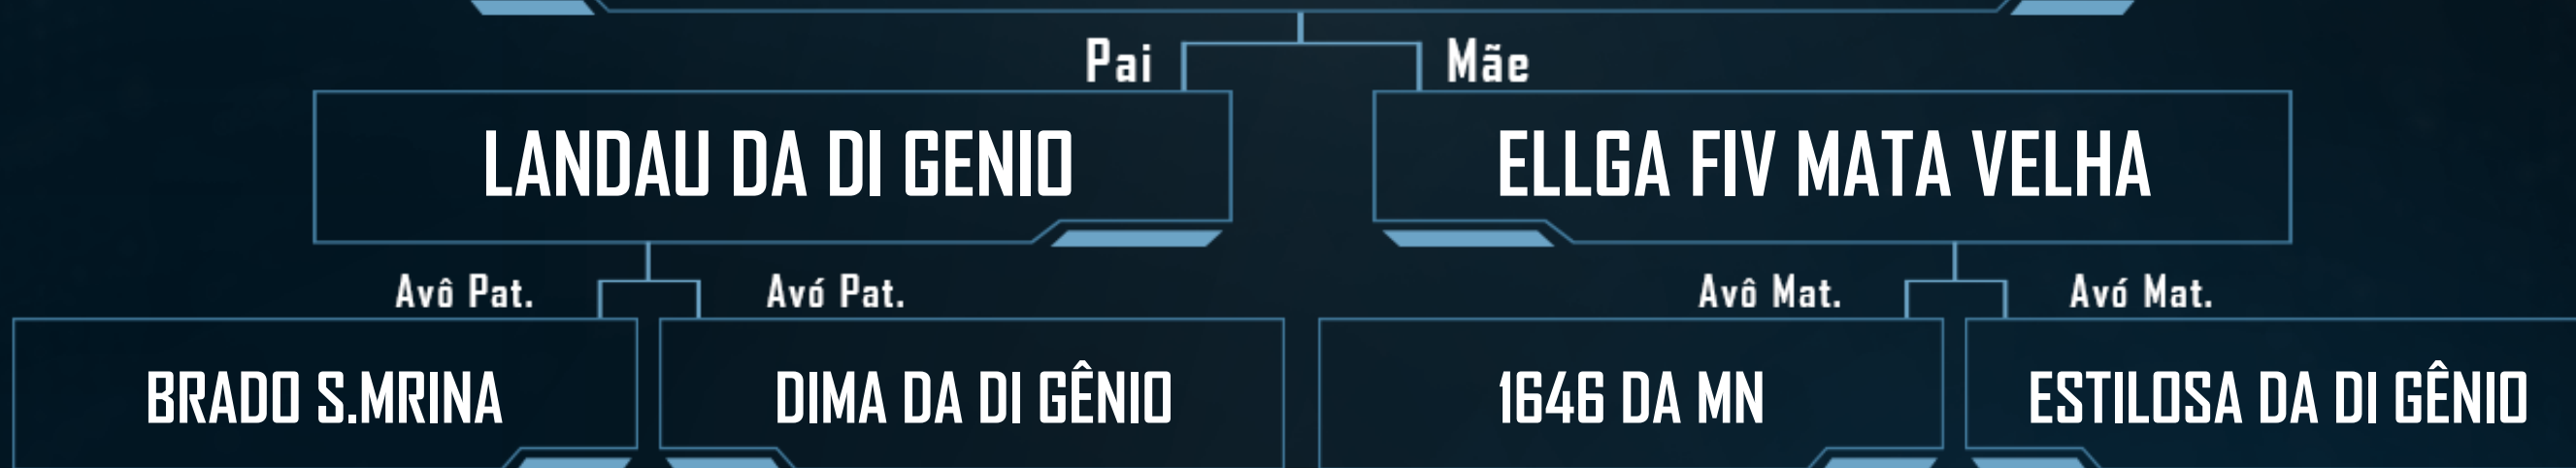 Pai
Mãe
LANDAU DA DI GENIO
ELLGA FIV MATA VELHA
Avô Pat.
Avó Pat.
Avô Mat.
Avó Mat.
BRADO S.MRINA
DIMA DA DI GÊNIO
1646 DA MN
ESTILOSA DA DI GÊNIO